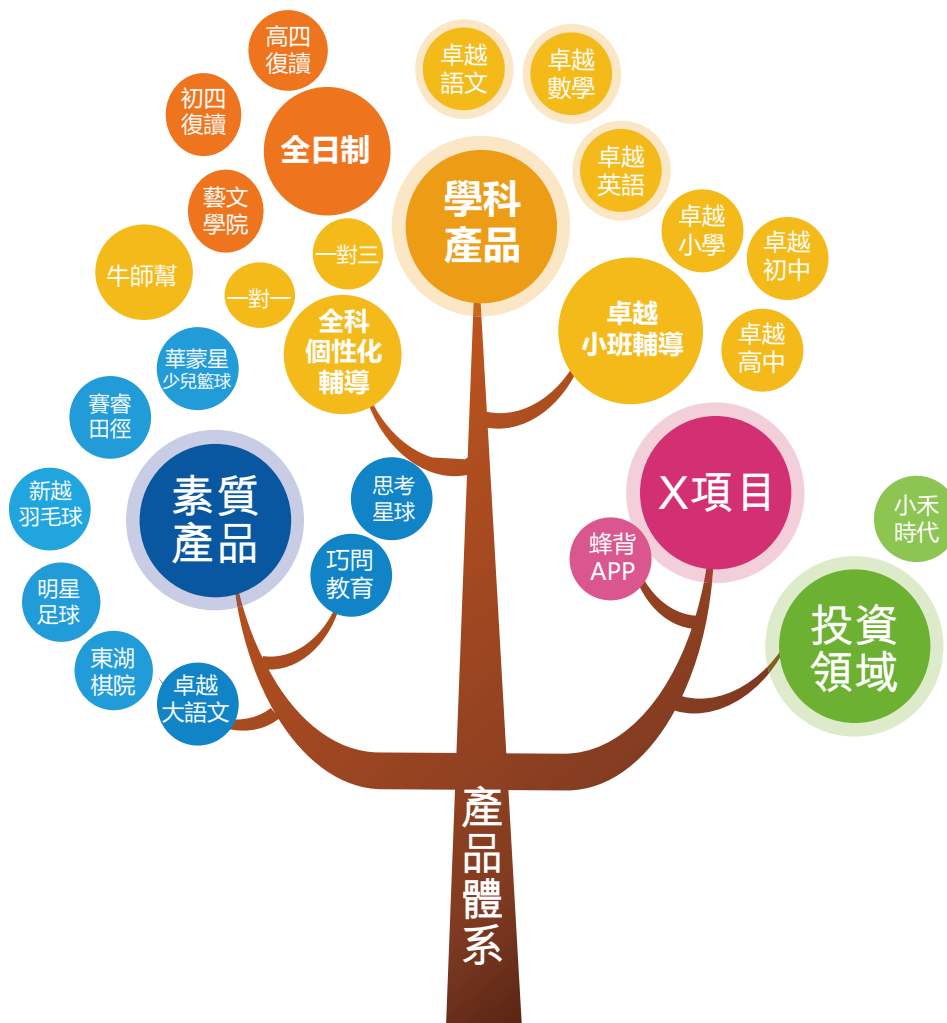 高四
復讀
初四
復讀
全日制
藝文
學院
卓越
語文
卓越
數學
卓越
英語
學科
產品
卓越
小學
卓越
初中
卓越
高中
卓越
小班輔導
牛師幫
一對一
一對三
全科
個性化
輔導
華蒙星
少兒籃球
賽睿
田徑
新越
羽毛球
明星
足球
東湖
棋院
卓越
大語文
素質
產品
思考
星球
巧問
教育
X項目
蜂背
APP
小禾
時代
投資
領域
產品體系